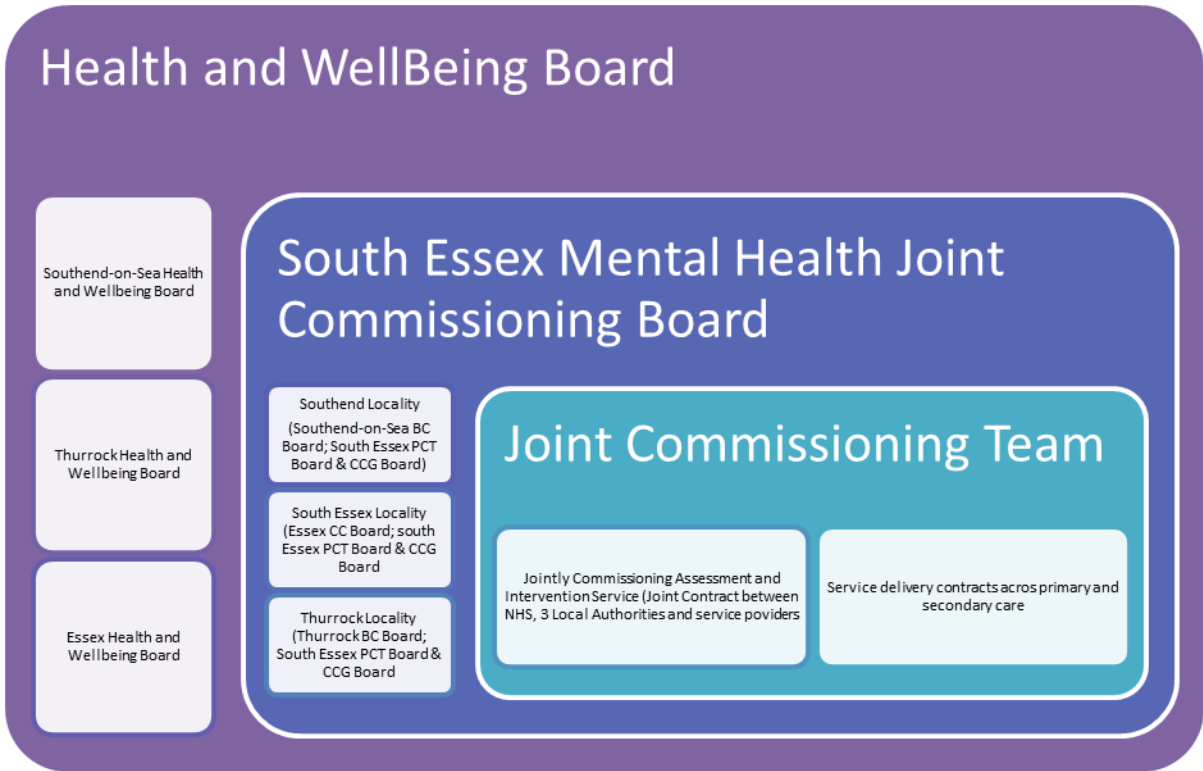 Health and WellBeing Board
Southend-on-Sea Health
and Wellbeing Board
Thurrock Health and
Wellbeing Board
Essex Health and
Wellbeing Board
South Essex Mental Health Joint
Commissioning Board
Southend Locality
(Southend-on-Sea BC
Board; South Essex PCT
Board & CCG Board)
South Essex Locality
(Essex CC Board; south
Essex PCT Board & CCG
Board
Thurrock Locality
(Thurrock BC Board;
South Essex PCT Board &
CCG Board
Joint Commissioning Team
Jointly Commissioning Assessment and
Intervention Service (Joint Contract between
NHS, 3 Local Authorities and service poviders
Service delivery contracts acros primary and
secondary care